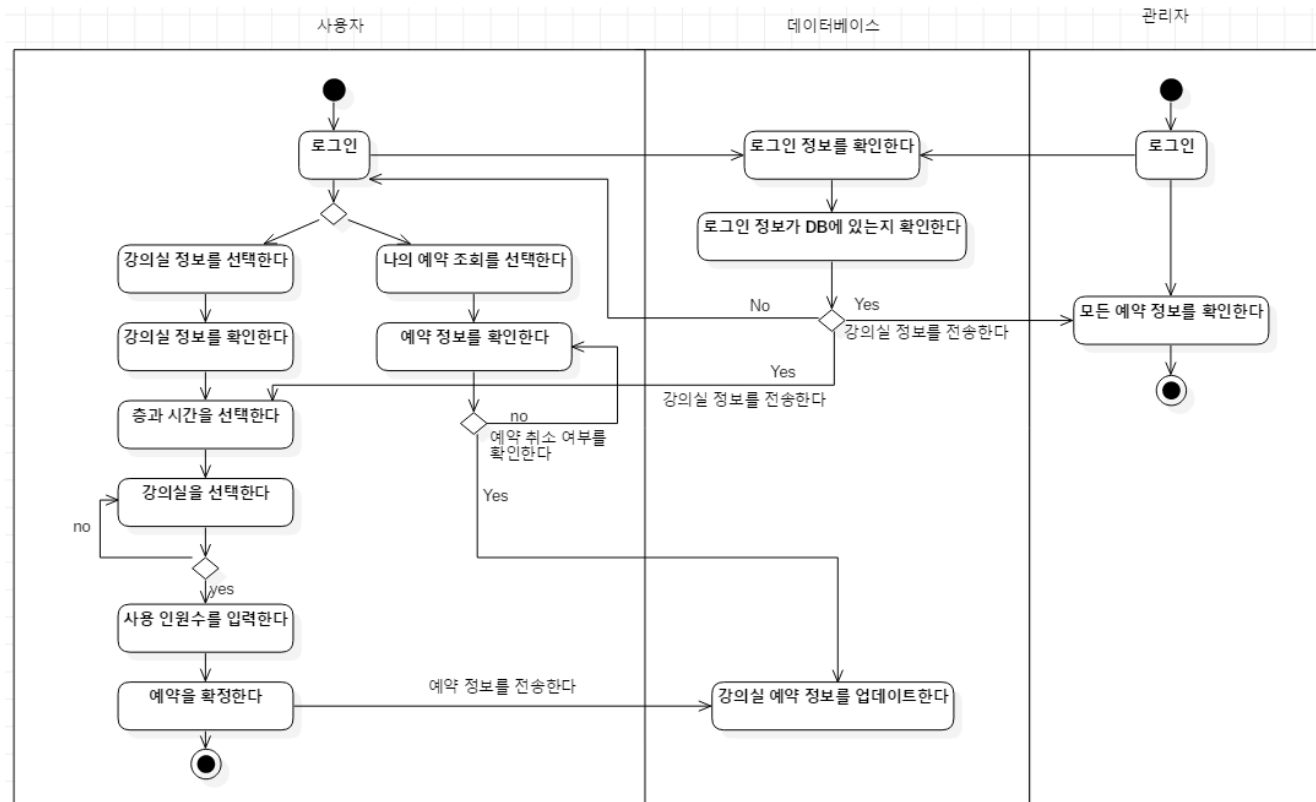 사용자
데이터베이스
관리자
로그인
로그인 정보를 확인한다
로그인
로그인 정보가 DB에 있는지 확인한다
강의실 정보를 선택한다
나의 예약 조회를 선택한다
No
Yes
강의실 정보를 전송한다
모든 예약 정보를 확인한다
강의실 정보를 확인한다
예약 정보를 확인한다
Yes
강의실 정보를 전송한다
층과 시간을 선택한다
no
예약 취소 여부를
확인한다
강의실을 선택한다
Yes
no
yes
사용 인원수를 입력한다
예약을 확정한다
예약 정보를 전송한다
강의실 예약 정보를 업데이트한다